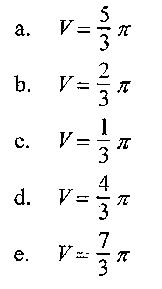 a. V = 5/3 π
b. V = 2/3 π
c. V = 1/3 π
d. V = 4/3 π
e. V = 7/3 π